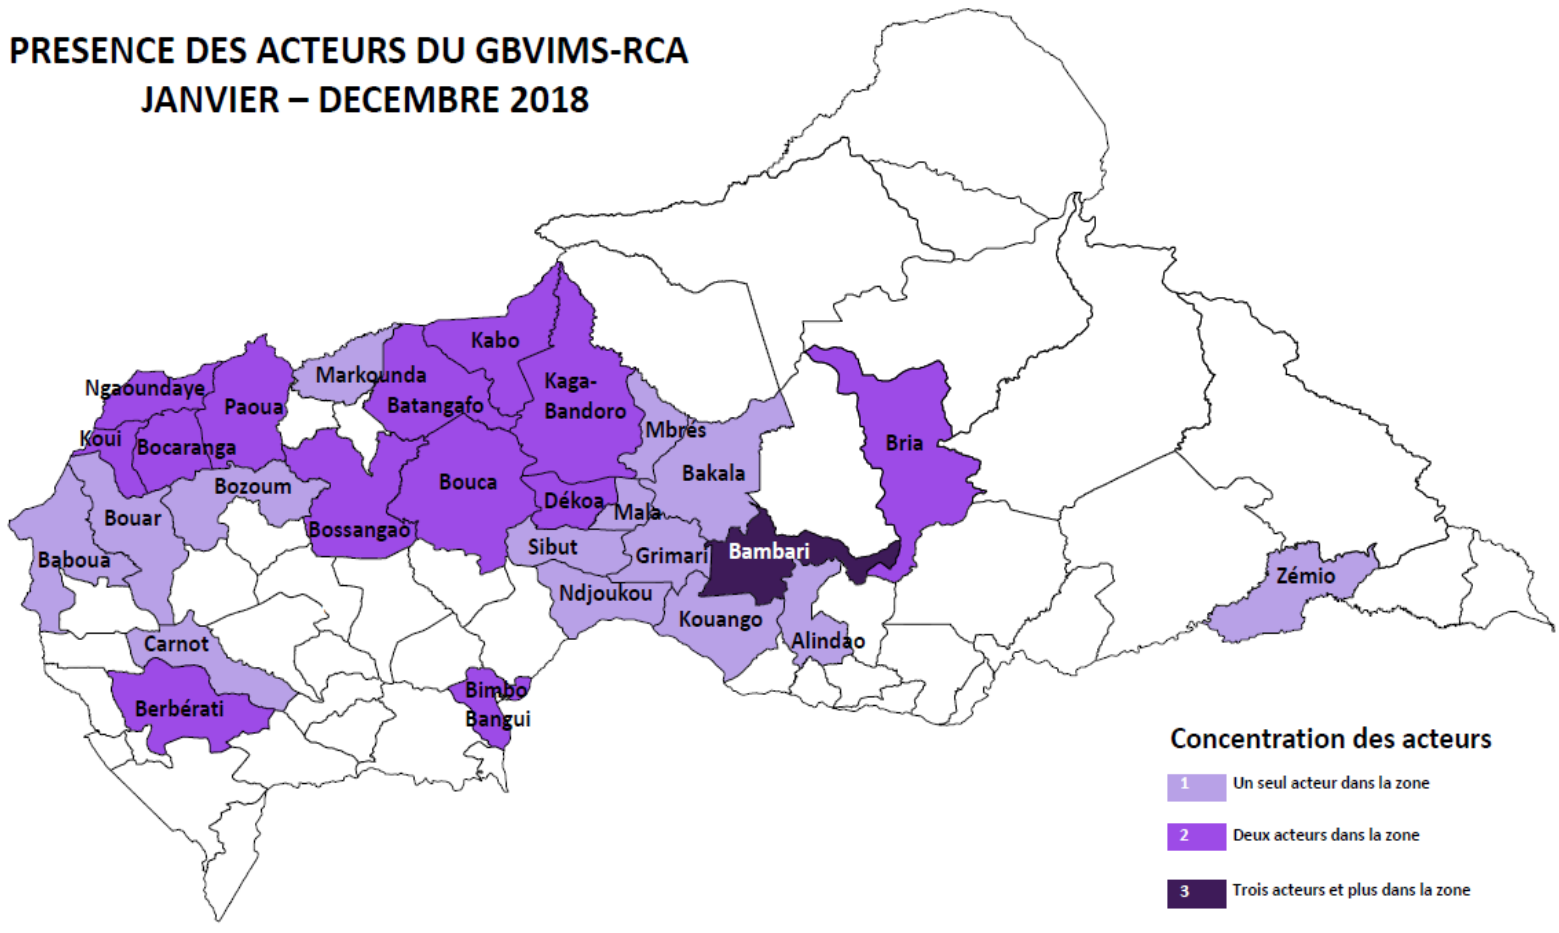 PRESENCE DES ACTEURS DU GBVIMS-RCA
JANVIER – DECEMBRE 2018
Kabo
Markounda
Ngaoundaye
Kaga-
Bandoro
Batangafo
Paoua
Koui
Bocaranga
Mbres
Bria
Bakala
Bouca
Bozoum
Dékoa
Mala
Bouar
Bossangao
Sibut
Grimari
Bambari
Baboua
Zémio
Ndjoukou
Kouango
Alindao
Carnot
Bimbo
Berbérati
Bangui
Concentration des acteurs
1 Un seul acteur dans la zone
2 Deux acteurs dans la zone
3 Trois acteurs et plus dans la zone